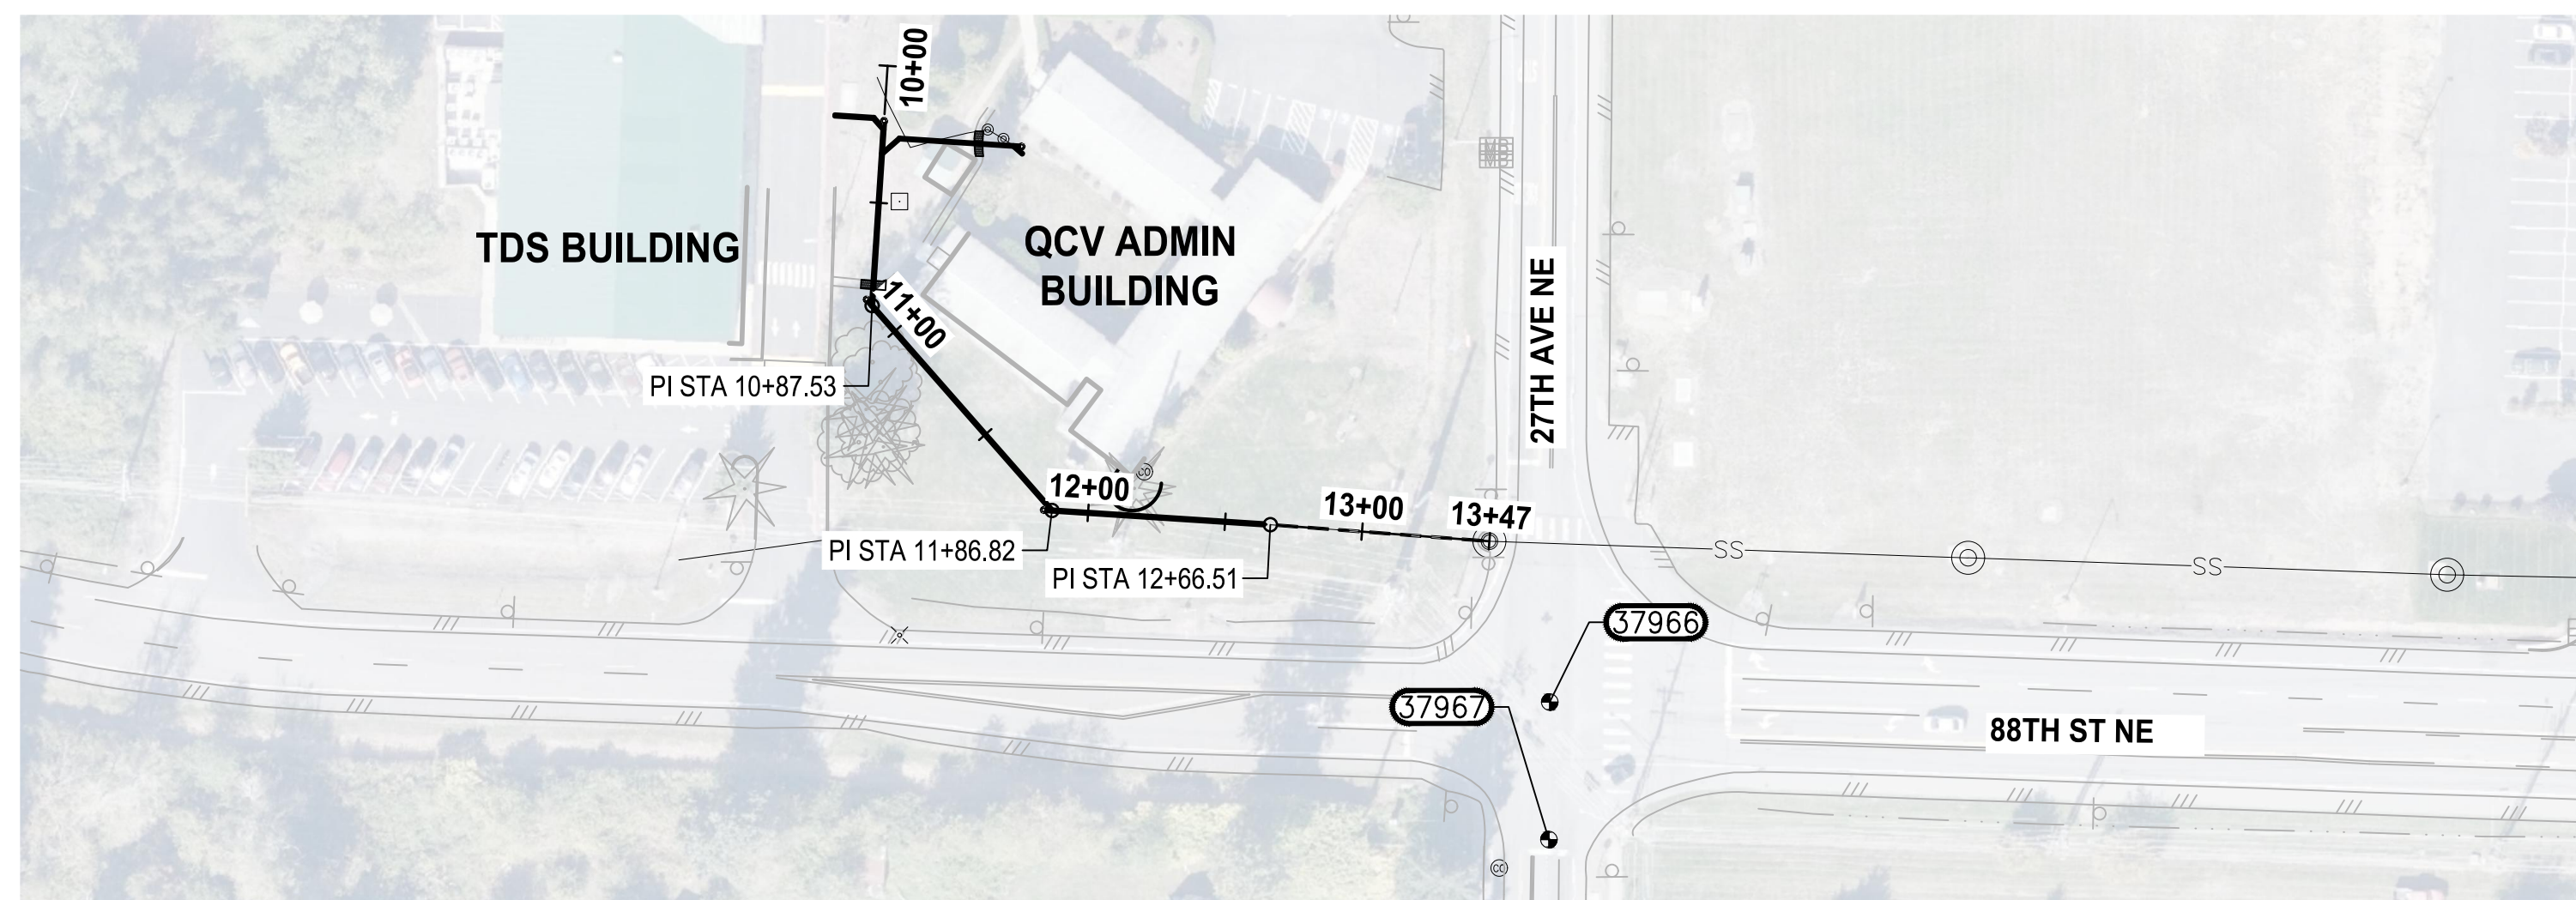 10+00
TDS BUILDING
QCV ADMIN
BUILDING
27TH AVE NE
11+00
PI STA 10+87.53
12+00
CO
13+00
13+47
PI STA 11+86.82
PI STA 12+66.51
SS
SS
37966
37967
88TH ST NE
CO